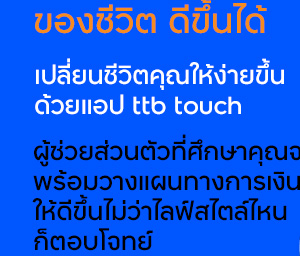 ของชีวิต ดีขึ้นได้
เปลี่ยนชีวิตคุณให้ง่ายขึ้น
ด้วยแอป ttb touch
ผู้ช่วยส่วนตัวที่ศึกษาคุณจ
พร้อมวางแผนทางการเงิน
ให้ดีขึ้นไม่ว่าไลฟ์สไตล์ไหน
ก็ตอบโจทย์